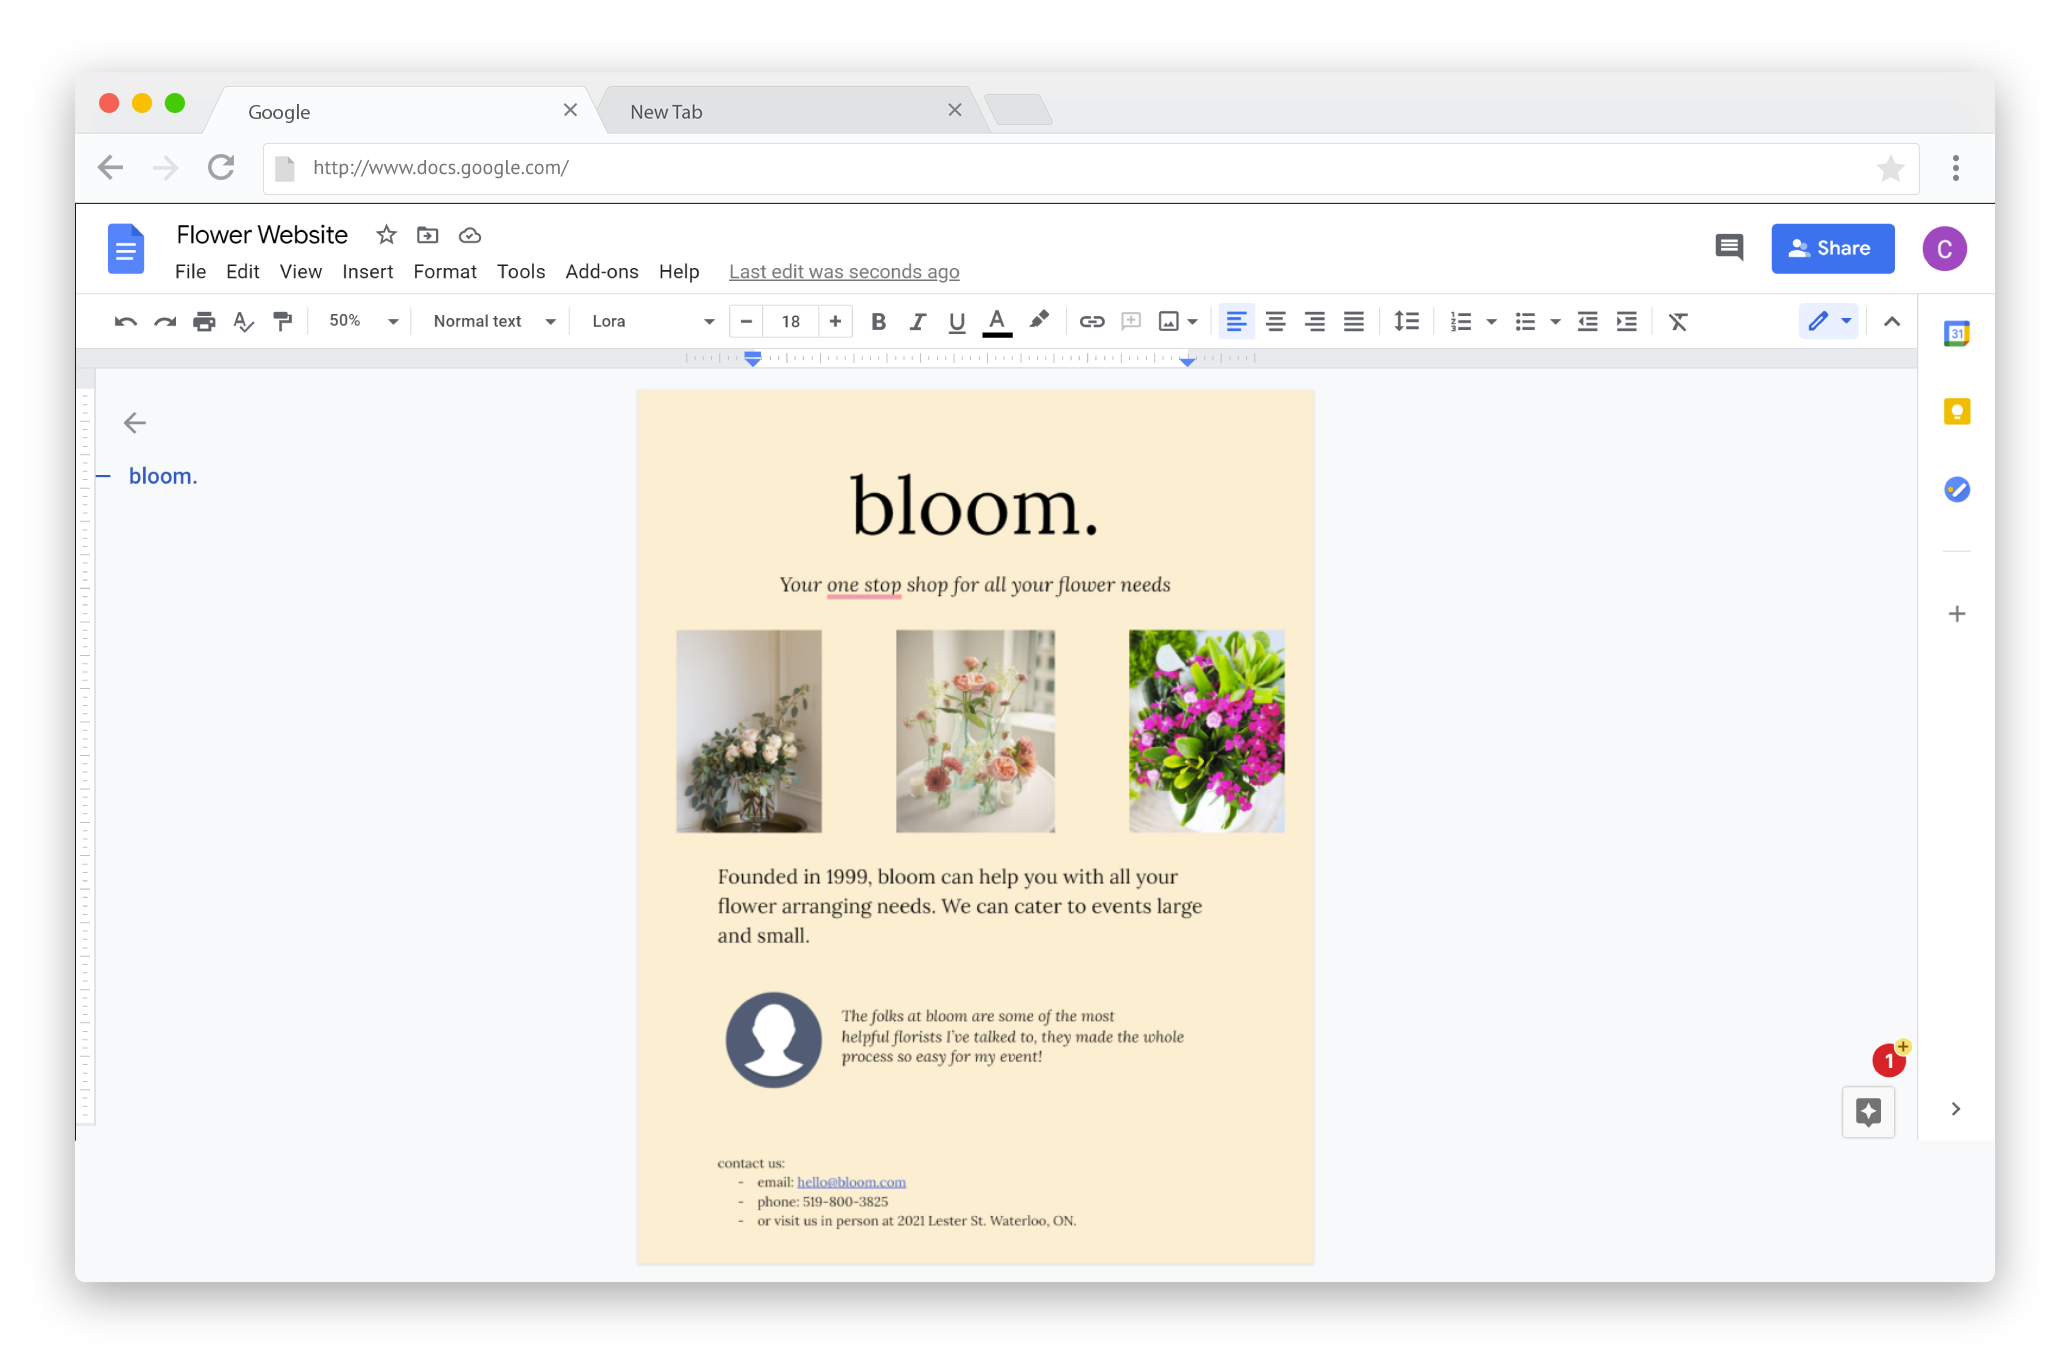 Google
New Tab
http://www.docs.google.com/
Flower Website
File Edit View Insert Format Tools Add-ons Help Last edit was seconds ago
Share
C
50% Normal text Lora 18 B I U A
31
bloom.
bloom.
Your one stop shop for all your flower needs
Founded in 1999, bloom can help you with all your
flower arranging needs. We can cater to events large
and small.
The folks at bloom are some of the most
helpful florists I've talked to, they made the whole
process so easy for my event!
1
contact us:
- email: hello@bloom.com
- phone: 519-800-3825
- or visit us in person at 2021 Lester St. Waterloo, ON.